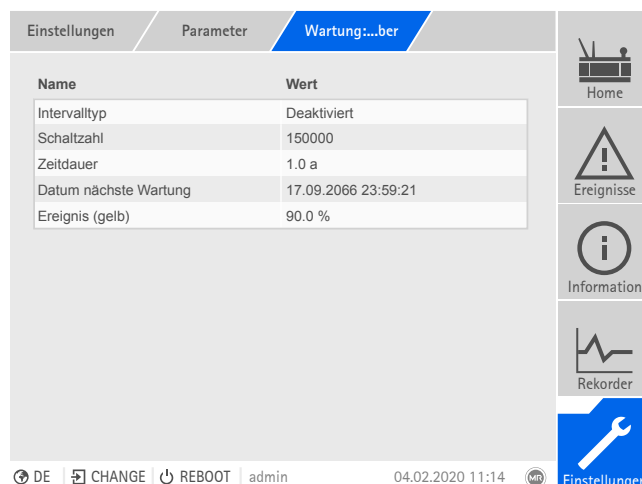 Einstellungen
Parameter
Wartung:...ber
Name Wert
Intervalltyp Deaktiviert
Schaltzahl 150000
Zeitdauer 1.0 a
Datum nächste Wartung 17.09.2066 23:59:21
Ereignis (gelb) 90.0 %
Home
Ereignisse
Information
Rekorder
Einstellungen
DE CHANGE REBOOT admin 04.02.2020 11:14 MR